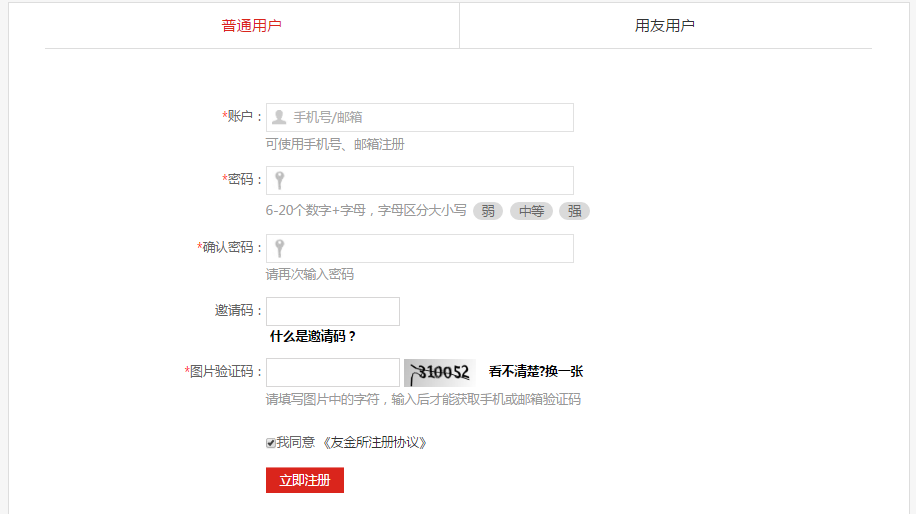 普通用户
用友用户
*账户：
手机号/邮箱
可使用手机号、邮箱注册
*密码：
6-20个数字+字母，字母区分大小写 弱 中等 强
*确认密码：
请再次输入密码
邀请码：
什么是邀请码？
*图片验证码：
310052
看不清楚?换一张
请填写图片中的字符，输入后才能获取手机或邮箱验证码
我同意 《友金所注册协议》
立即注册